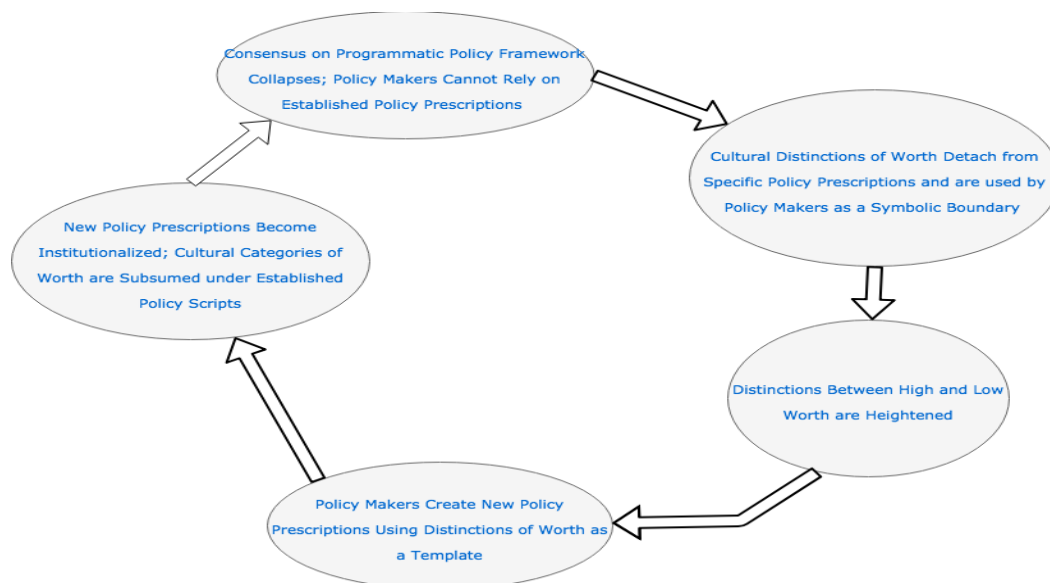 Consensus on Programmatic Policy Framework
Collapses; Policy Makers Cannot Rely on
Established Policy Prescriptions
Cultural Distinctions of Worth Detach from
Specific Policy Prescriptions and are used by
Policy Makers as a Symbolic Boundary
Distinctions Between High and Low
Worth are Heightened
Policy Makers Create New Policy
Prescriptions Using Distinctions of Worth as
a Template
New Policy Prescriptions Become
Institutionalized; Cultural Categories of
Worth are Subsumed under Established
Policy Scripts